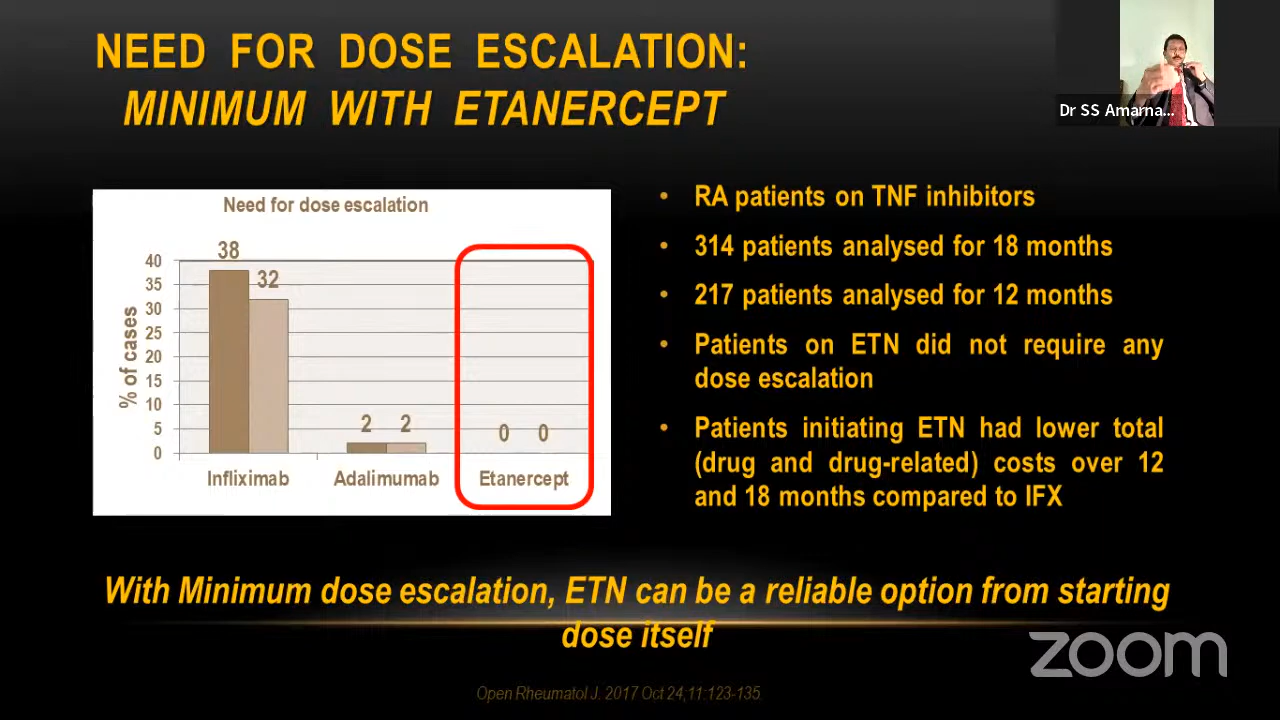 NEED FOR DOSE ESCALATION:
MINIMUM WITH ETANERCEPT
Dr SS Amarna...
Need for dose escalation
% of cases
40
35
30
25
20
15
10
5
0
38
32
2
2
0
0
Infliximab
Adalimumab
Etanercept
• RA patients on TNF inhibitors
• 314 patients analysed for 18 months
• 217 patients analysed for 12 months
• Patients on ETN did not require any
dose escalation
• Patients initiating ETN had lower total
(drug and drug-related) costs over 12
and 18 months compared to IFX
With Minimum dose escalation, ETN can be a reliable option from starting
dose itself
zoom
Open Rheumatol J. 2017 Oct 24;11:123-135.